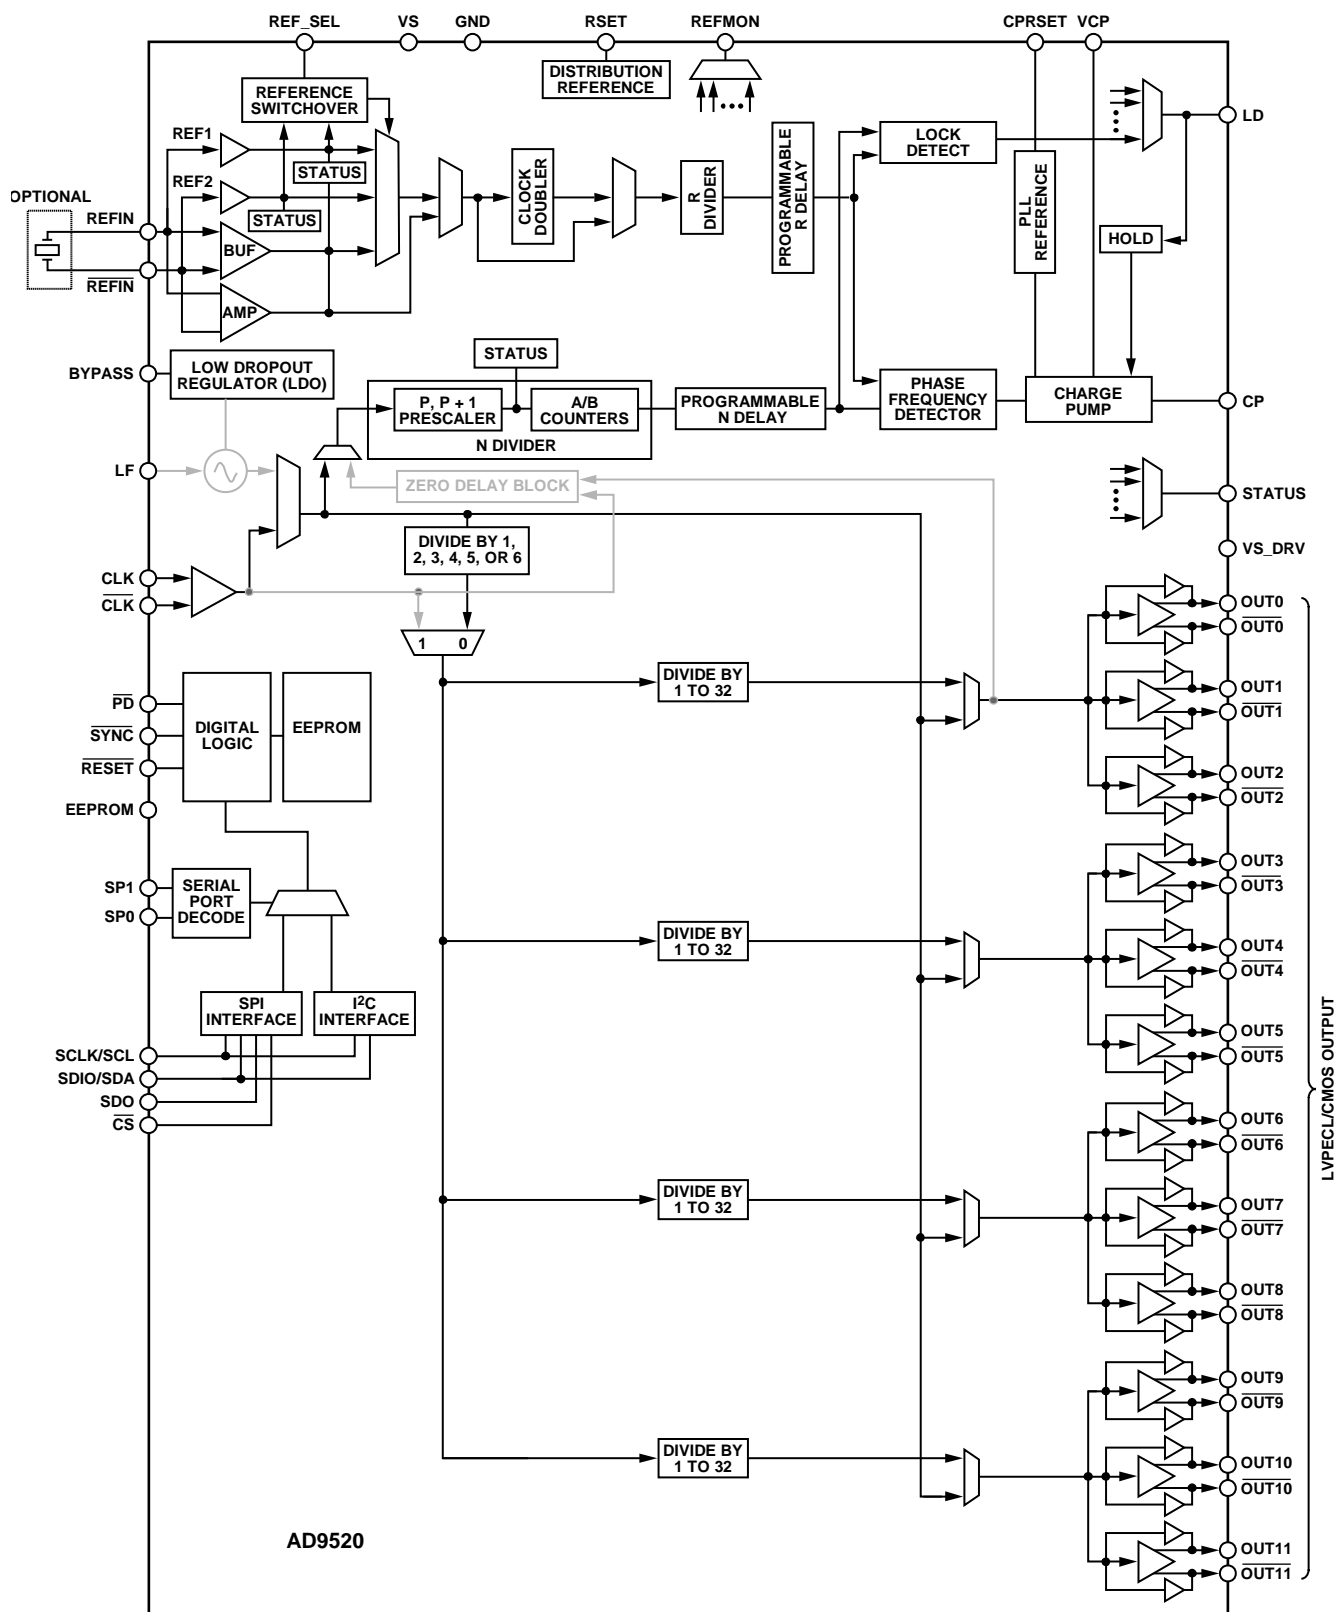 REF_SEL
VS
GND
RSET
REFMON
CPRSET
VCP
DISTRIBUTION
REFERENCE
REFERENCE
SWITCHOVER
LD
REF1
LOCK
DETECT
STATUS
PROGRAMMABLE
R DELAY
CLOCK
DOUBLER
R
DIVIDER
PLL
REFERENCE
REF2
OPTIONAL
STATUS
REFIN
HOLD
BUF
REFIN
AMP
STATUS
LOW DROPOUT
REGULATOR (LDO)
BYPASS
P, P + 1
PRESCALER
A/B
COUNTERS
N DIVIDER
PROGRAMMABLE
N DELAY
PHASE
FREQUENCY
DETECTOR
CHARGE
PUMP
CP
LF
ZERO DELAY BLOCK
STATUS
DIVIDE BY 1,
2, 3, 4, 5, OR 6
VS_DRV
CLK
CLK
OUT0
OUT0
1
0
DIVIDE BY
1 TO 32
OUT1
OUT1
PD
SYNC
RESET
DIGITAL
LOGIC
EEPROM
OUT2
OUT2
EEPROM
OUT3
OUT3
SP1
SP0
SERIAL
PORT
DECODE
DIVIDE BY
1 TO 32
OUT4
OUT4
SPI
INTERFACE
I2C
INTERFACE
OUT5
OUT5
SCLK/SCL
SDIO/SDA
SDO
CS
LVPECL/CMOS OUTPUT
OUT6
OUT6
DIVIDE BY
1 TO 32
OUT7
OUT7
OUT8
OUT8
OUT9
OUT9
DIVIDE BY
1 TO 32
OUT10
OUT10
AD9520
OUT11
OUT11